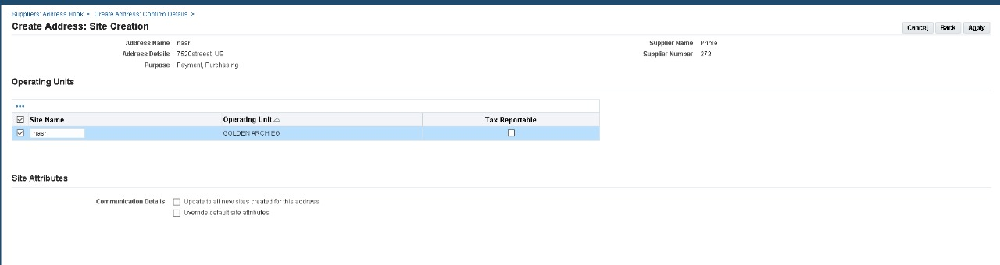 Suppliers: Address Book > Create Address: Confirm Details >
Create Address: Site Creation
Cancel Back Apply
Address Name nasr
Supplier Name Prime
Address Details 7520streeet, US
Supplier Number 273
Purpose Payment, Purchasing
Operating Units
Site Name Operating Unit Tax Reportable
nasr GOLDEN ARCH EG
Site Attributes
Communication Details Update to all new sites created for this address
Override default site attributes